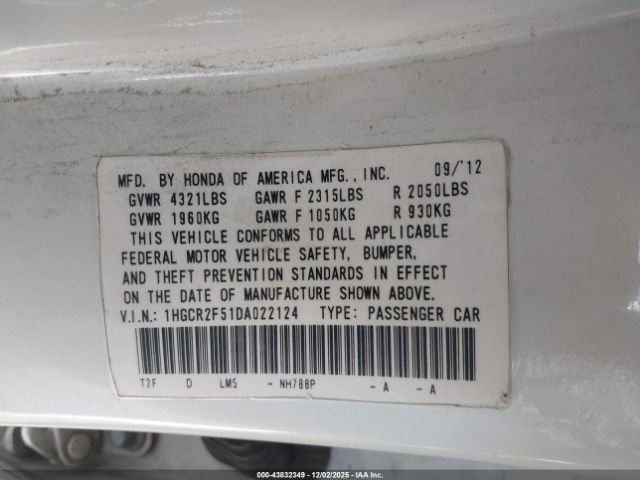 MFD. BY HONDA OF AMERICA MFG., INC. 09/'12
GVWR 4321LBS GAWR F 2315LBS R 2050LBS
GVWR 1960KG GAWR F 1050KG R 930KG
THIS VEHICLE CONFORMS TO ALL APPLICABLE
FEDERAL MOTOR VEHICLE SAFETY, BUMPER,
AND THEFT PREVENTION STANDARDS IN EFFECT
ON THE DATE OF MANUFACTURE SHOWN ABOVE.
V.I.N.: 1HGCR2F51DA022124 TYPE: PASSENGER CAR
T2F D LM5 - NH788P - A - A
000-43832349 12/02/2025 IAA Inc.